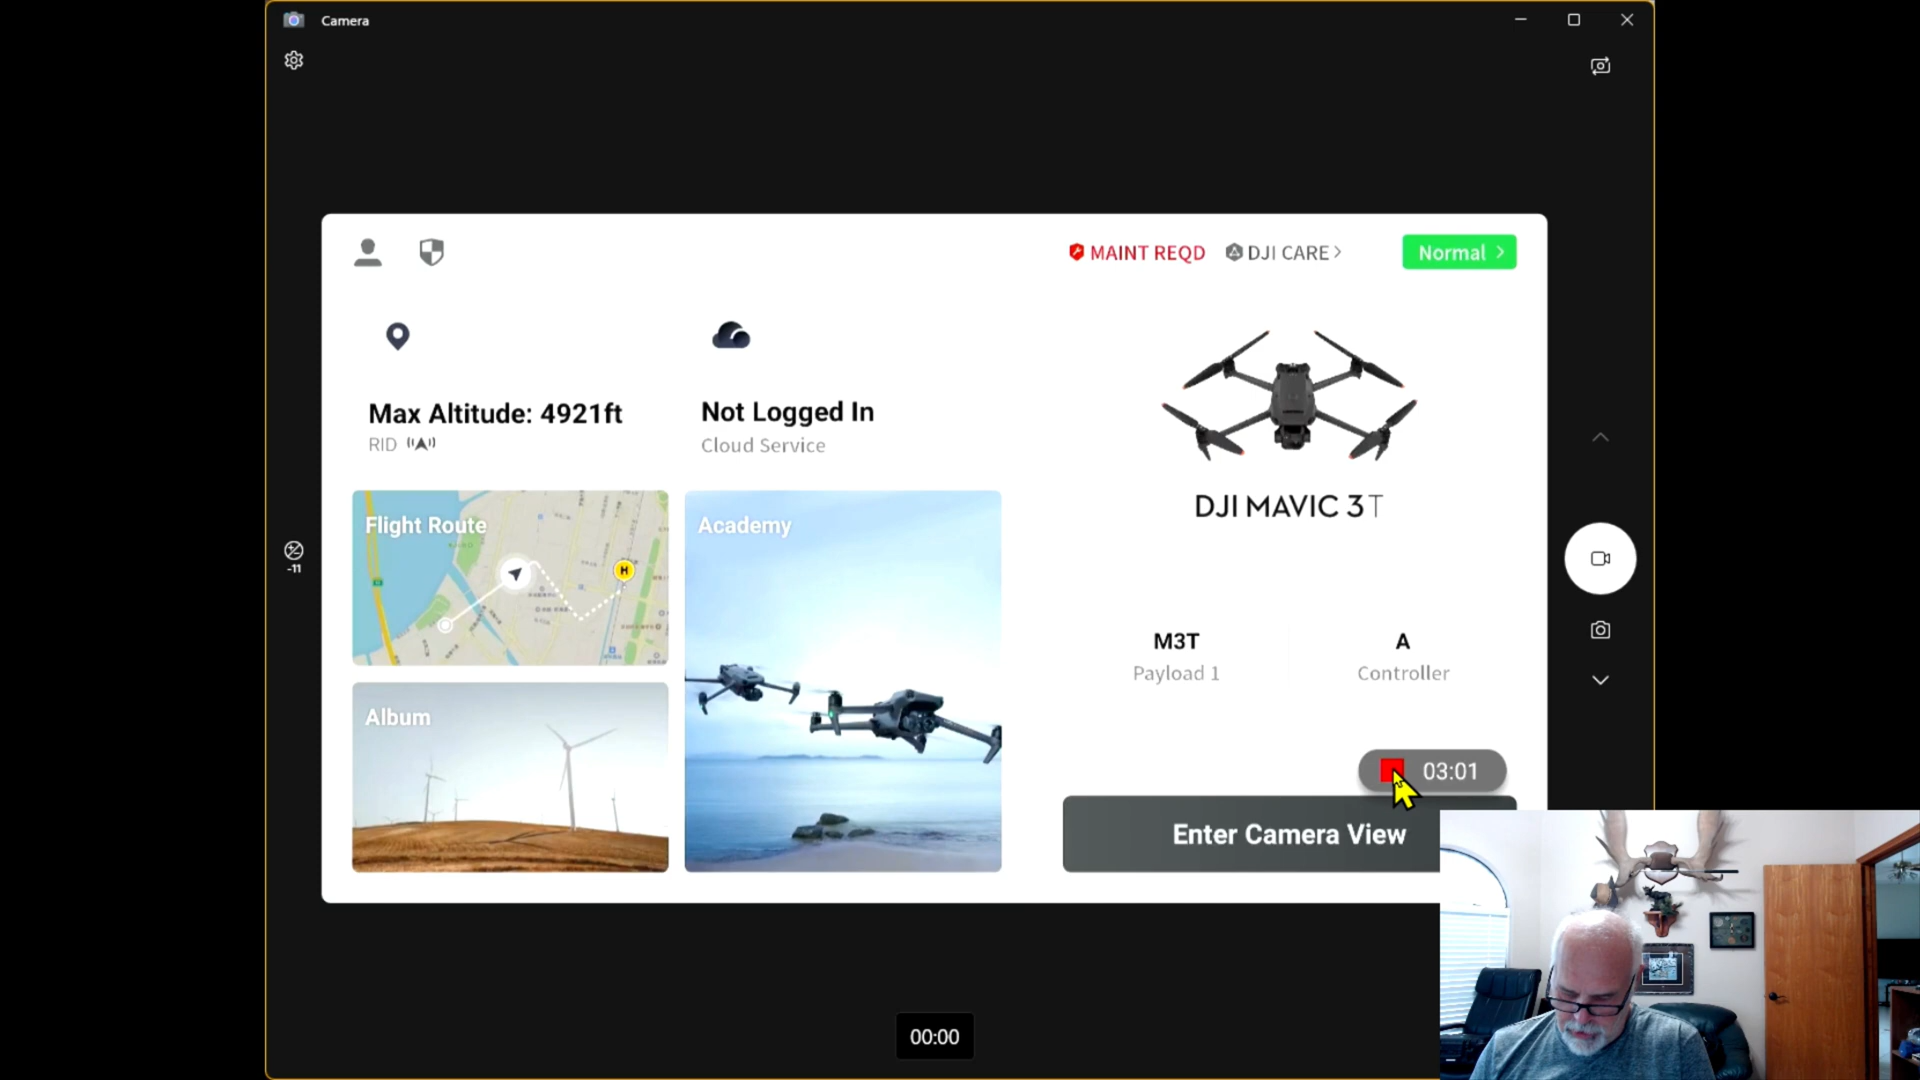 Camera
MAINT REQD
DJI CARE
Normal
Max Altitude: 4921ft
RID
Not Logged In
Cloud Service
DJI MAVIC 3T
Flight Route
H
Academy
Album
M3T
Payload 1
A
Controller
-11
03:01
Enter Camera View
00:00